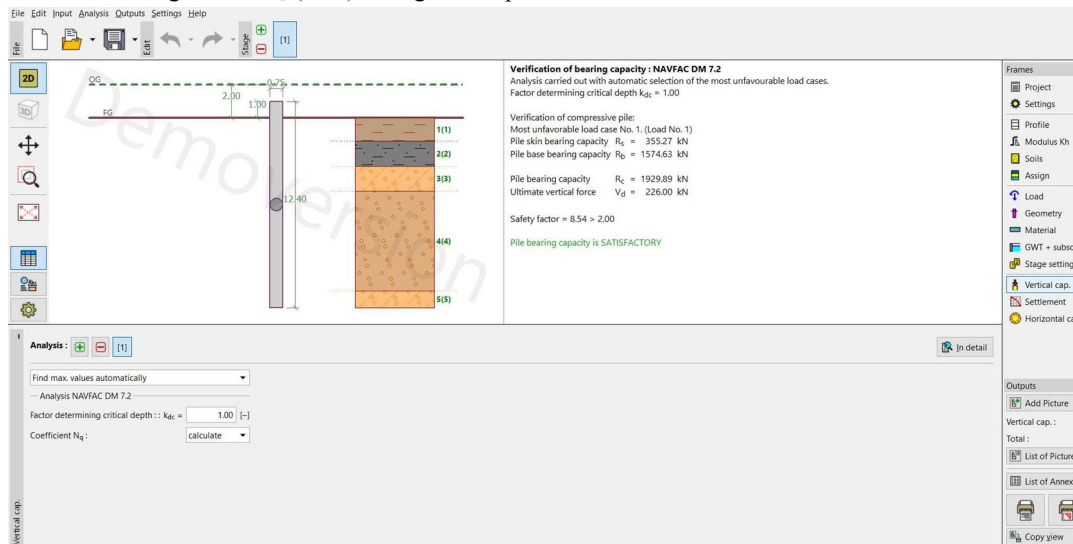 File Edit Input Analysis Outputs Settings Help
File
Edit
Stage
[1]
2D
3D
OG
0.75
2.00
1.00
FG
12.40
1(1)
2(2)
3(3)
4(4)
5(5)
Demoversion
Verification of bearing capacity : NAVFAC DM 7.2
Analysis carried out with automatic selection of the most unfavourable load cases.
Factor determining critical depth kdc = 1.00
Verification of compressive pile:
Most unfavorable load case No. 1. (Load No. 1)
Pile skin bearing capacity Rs = 355.27 kN
Pile base bearing capacity Rb = 1574.63 kN
Pile bearing capacity Rc = 1929.89 kN
Ultimate vertical force Vd = 226.00 kN
Safety factor = 8.54 > 2.00
Pile bearing capacity is SATISFACTORY
Frames
Project
Settings
Profile
Modulus Kh
Soils
Assign
Load
Geometry
Material
GWT + subso
Stage setting
Vertical cap.
Settlement
Horizontal ca
Analysis : [1]
In detail
Find max. values automatically
Analysis NAVFAC DM 7.2
Factor determining critical depth : : kdc = 1.00 [–]
Coefficient Nq : calculate
Vertical cap.
Outputs
Add Picture
Vertical cap. :
Total :
List of Picture
List of Annex
Copy view